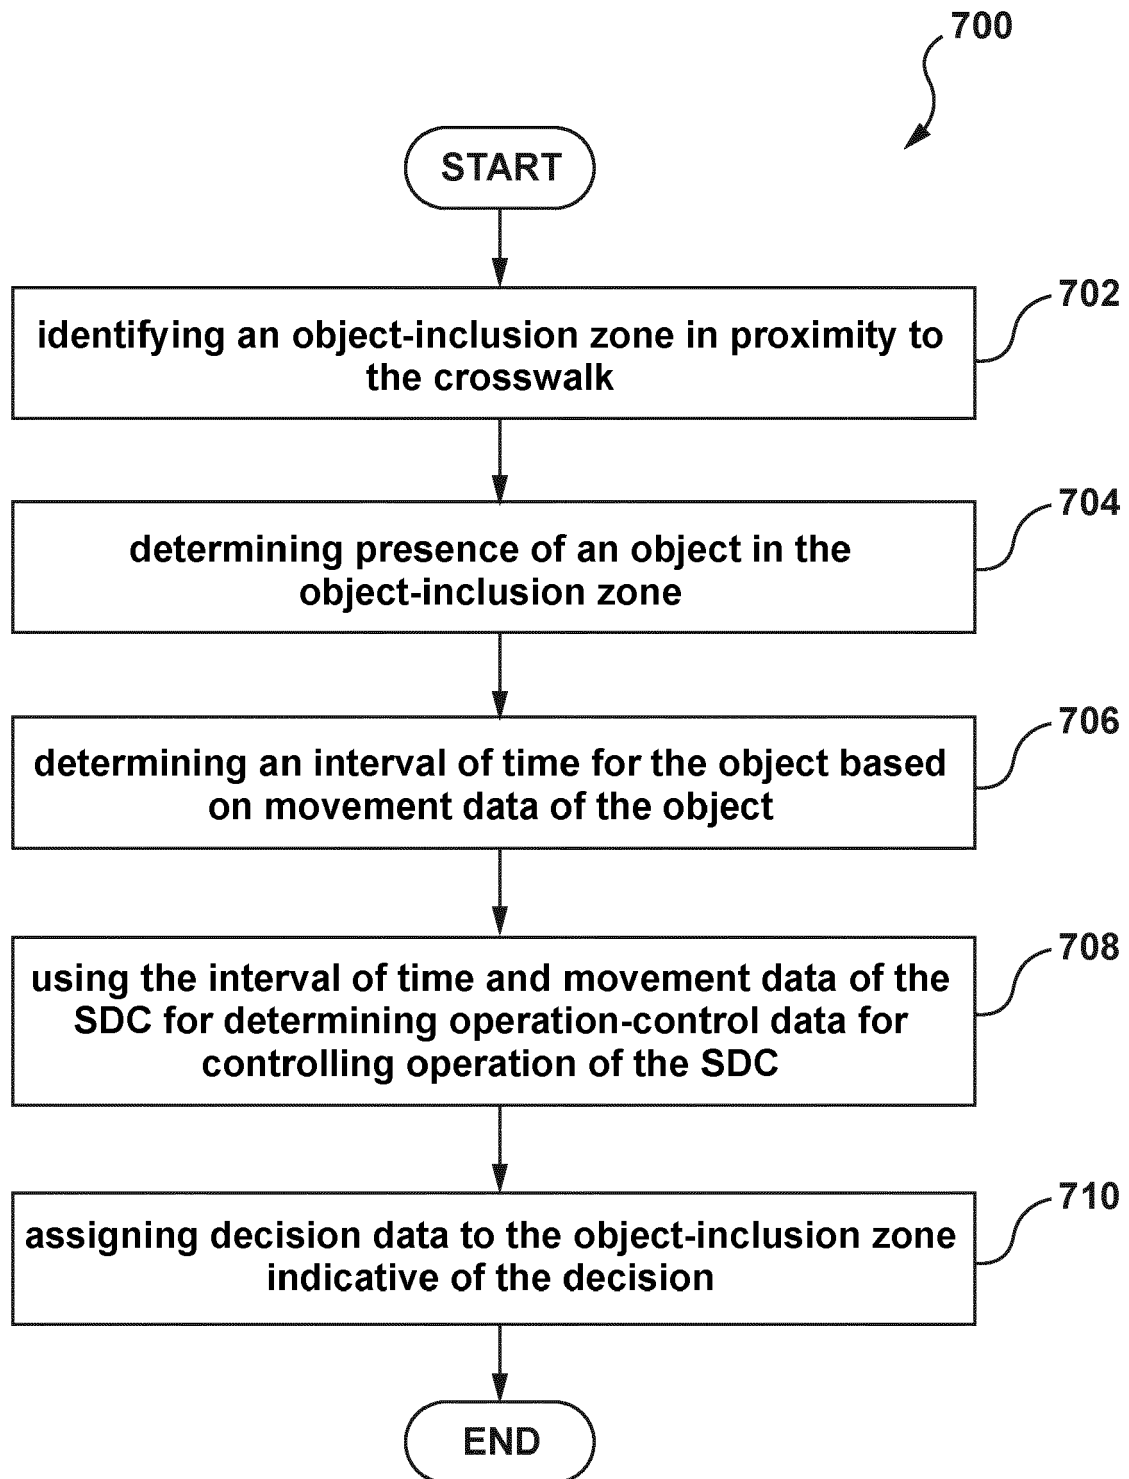 700
START
702
identifying an object-inclusion zone in proximity to
the crosswalk
704
determining presence of an object in the
object-inclusion zone
706
determining an interval of time for the object based
on movement data of the object
708
using the interval of time and movement data of the
SDC for determining operation-control data for
controlling operation of the SDC
710
assigning decision data to the object-inclusion zone
indicative of the decision
END